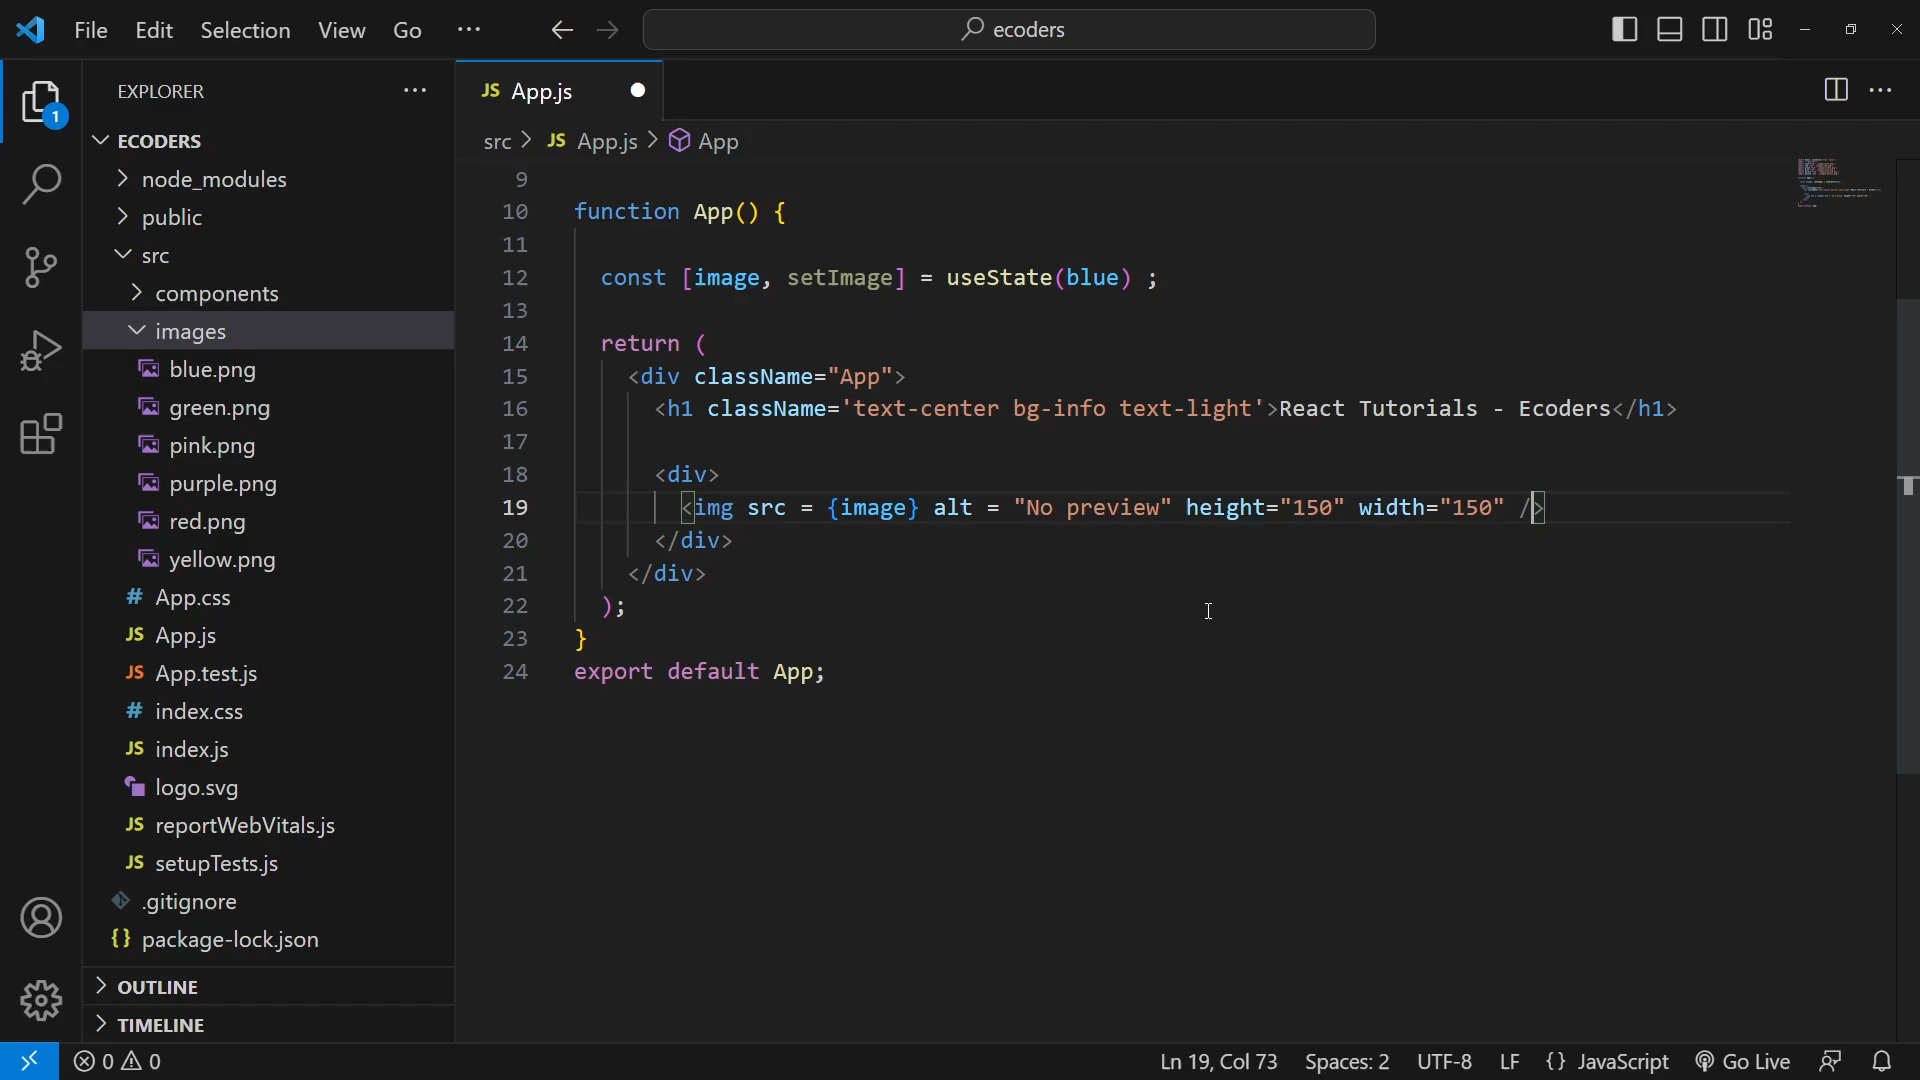 File Edit Selection View Go ··· ecoders
EXPLORER ···
ECODERS
node_modules
public
src
components
images
blue.png
green.png
pink.png
purple.png
red.png
yellow.png
# App.css
JS App.js
JS App.test.js
# index.css
JS index.js
logo.svg
JS reportWebVitals.js
JS setupTests.js
.gitignore
{} package-lock.json
OUTLINE
TIMELINE
1
JS App.js
src > JS App.js > App
9
10 function App() {
11
12 const [image, setImage] = useState(blue) ;
13
14 return (
15 <div className="App">
16 <h1 className='text-center bg-info text-light'>React Tutorials - Ecoders</h1>
17
18 <div>
19 <img src = {image} alt = "No preview" height="150" width="150" />
20 </div>
21 </div>
22 );
23 }
24 export default App;
0 0 Ln 19, Col 73 Spaces: 2 UTF-8 LF {} JavaScript Go Live